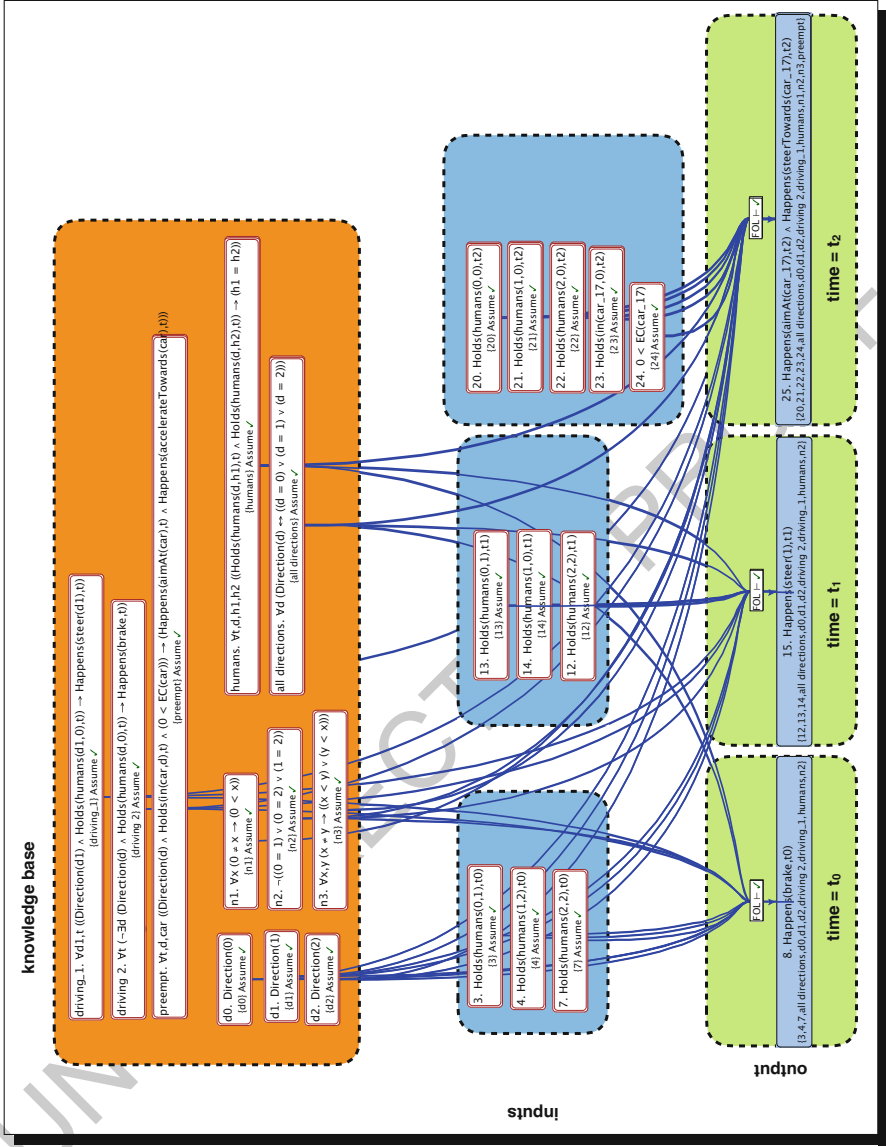 knowledge base
driving_1. ∀d1,t ((Direction(d1) ∧ Holds(humans(d1,0),t)) → Happens(steer(d1),t))
{driving_1} Assume ✓
driving 2. ∀t (¬∃d (Direction(d) ∧ Holds(humans(d,0),t)) → Happens(brake,t))
{driving 2} Assume ✓
preempt. ∀t,d,car ((Direction(d) ∧ Holds(in(car,d),t) ∧ (0 < EC(car))) → (Happens(aimAt(car),t) ∧ Happens(accelerateTowards(car),t)))
{preempt} Assume ✓
d0. Direction(0)
{d0} Assume ✓
d1. Direction(1)
{d1} Assume ✓
d2. Direction(2)
{d2} Assume ✓
n1. ∀x (0 ≠ x → (0 < x))
{n1} Assume ✓
n2. ¬((0 = 1) ∨ (0 = 2) ∨ (1 = 2))
{n2} Assume ✓
n3. ∀x,y (x ≠ y → ((x < y) ∨ (y < x)))
{n3} Assume ✓
humans. ∀t,d,h1,h2 ((Holds(humans(d,h1),t) ∧ Holds(humans(d,h2),t)) → (h1 = h2))
{humans} Assume ✓
all directions. ∀d (Direction(d) ↔ ((d = 0) ∨ (d = 1) ∨ (d = 2)))
{all directions} Assume ✓
inputs
3. Holds(humans(0,1),t0)
{3} Assume ✓
4. Holds(humans(1,2),t0)
{4} Assume ✓
7. Holds(humans(2,2),t0)
{7} Assume ✓
13. Holds(humans(0,1),t1)
{13} Assume ✓
14. Holds(humans(1,0),t1)
{14} Assume ✓
12. Holds(humans(2,2),t1)
{12} Assume ✓
20. Holds(humans(0,0),t2)
{20} Assume ✓
21. Holds(humans(1,0),t2)
{21} Assume ✓
22. Holds(humans(2,0),t2)
{22} Assume ✓
23. Holds(in(car_17,0),t2)
{23} Assume ✓
24. 0 < EC(car_17)
{24} Assume ✓
output
FOL ⊢ ✓
8. Happens(brake,t0)
{3,4,7,all directions,d0,d1,d2,driving 2,driving_1,humans,n2}
time = t0
FOL ⊢ ✓
15. Happens(steer(1),t1)
{12,13,14,all directions,d0,d1,d2,driving 2,driving_1,humans,n2}
time = t1
FOL ⊢ ✓
25. Happens(aimAt(car_17),t2) ∧ Happens(steerTowards(car_17),t2)
{20,21,22,23,24,all directions,d0,d1,d2,driving 2,driving_1,humans,n1,n2,n3,preempt}
time = t2